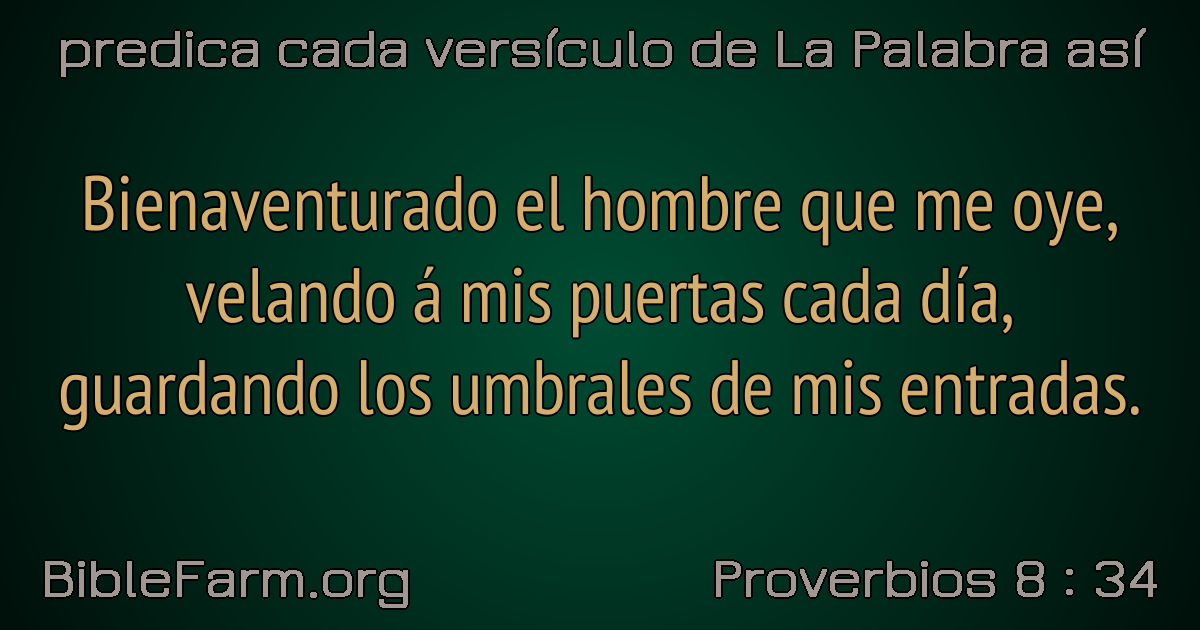 predica cada versículo de La Palabra así
Bienaventurado el hombre que me oye,
velando á mis puertas cada día,
guardando los umbrales de mis entradas.
BibleFarm.org
Proverbios 8 : 34